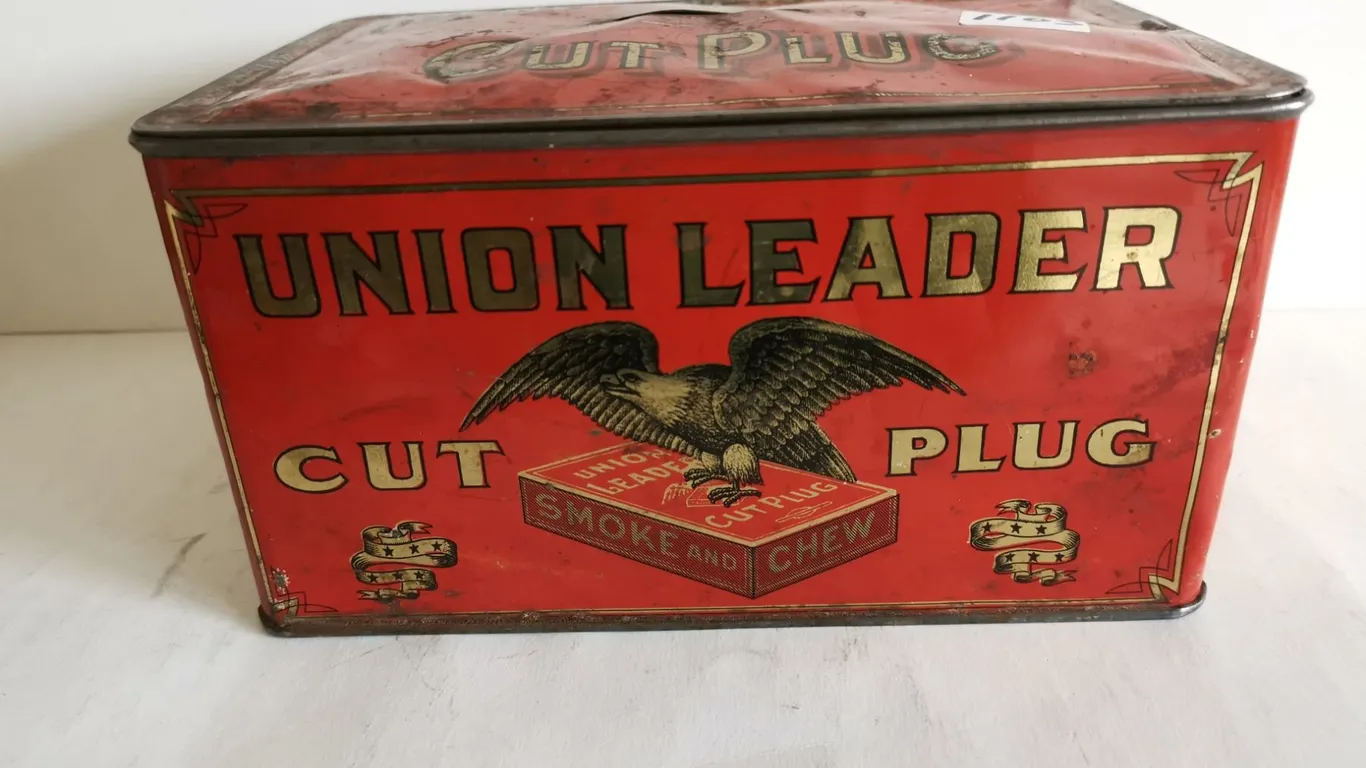 CUT PLUG
UNION LEADER
CUT PLUG
UNION
LEADER
CUT PLUG
SMOKE AND CHEW